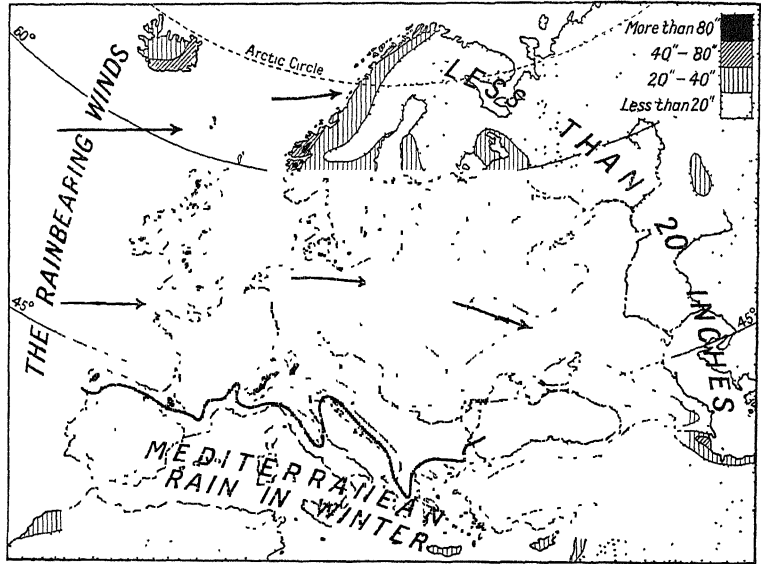 More than 80"
40" – 80"
20" – 40"
Less than 20"
60°
Arctic Circle
THE RAINBEARING WINDS
LESS THAN 20 INCHES
45°
45°
MEDITERRANEAN
RAIN IN WINTER